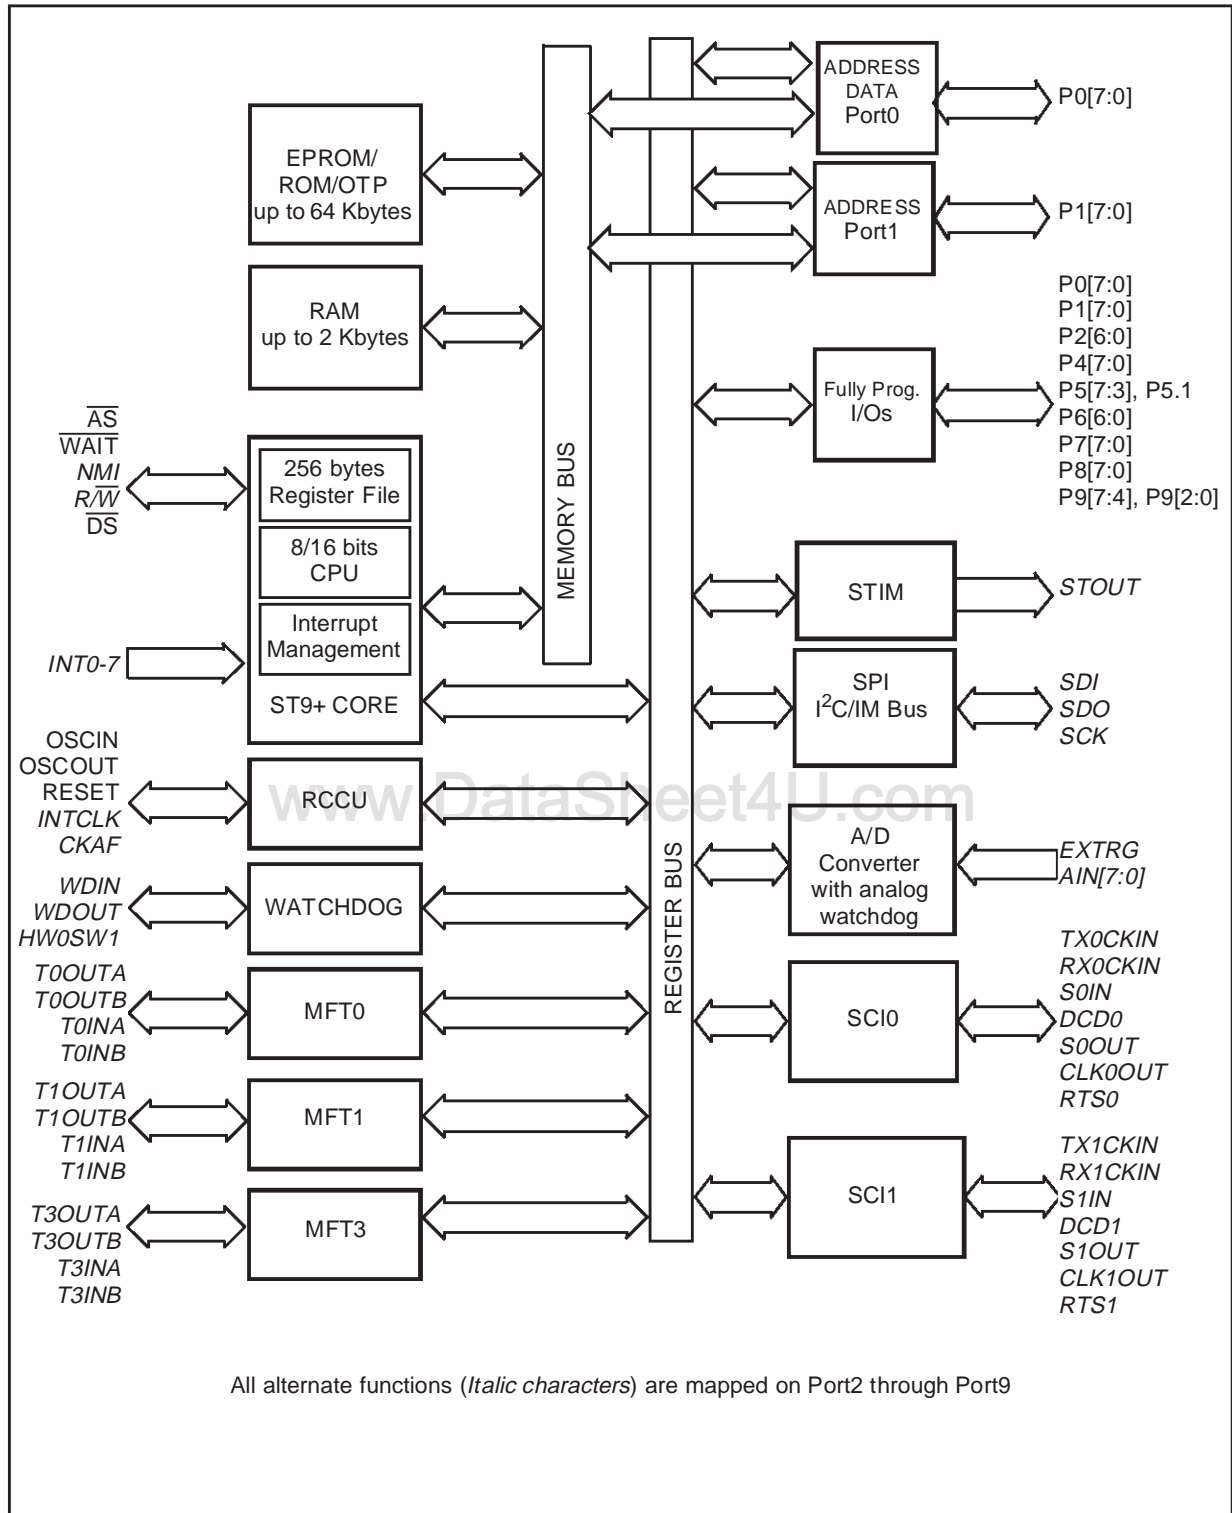 EPROM/
ROM/OTP
up to 64 Kbytes
RAM
up to 2 Kbytes
AS
WAIT
NMI
R/W
DS
256 bytes
Register File
8/16 bits
CPU
Interrupt
Management
ST9+ CORE
INT0-7
OSCIN
OSCOUT
RESET
INTCLK
CKAF
RCCU
WDIN
WDOUT
HW0SW1
WATCHDOG
T0OUTA
T0OUTB
T0INA
T0INB
MFT0
T1OUTA
T1OUTB
T1INA
T1INB
MFT1
T3OUTA
T3OUTB
T3INA
T3INB
MFT3
MEMORY BUS
REGISTER BUS
ADDRESS
DATA
Port0
P0[7:0]
ADDRESS
Port1
P1[7:0]
Fully Prog.
I/Os
P0[7:0]
P1[7:0]
P2[6:0]
P4[7:0]
P5[7:3], P5.1
P6[6:0]
P7[7:0]
P8[7:0]
P9[7:4], P9[2:0]
STIM
STOUT
SPI
I²C/IM Bus
SDI
SDO
SCK
A/D
Converter
with analog
watchdog
EXTRG
AIN[7:0]
SCI0
TX0CKIN
RX0CKIN
S0IN
DCD0
S0OUT
CLK0OUT
RTS0
SCI1
TX1CKIN
RX1CKIN
S1IN
DCD1
S1OUT
CLK1OUT
RTS1
www.DataSheet4U.com
All alternate functions (Italic characters) are mapped on Port2 through Port9